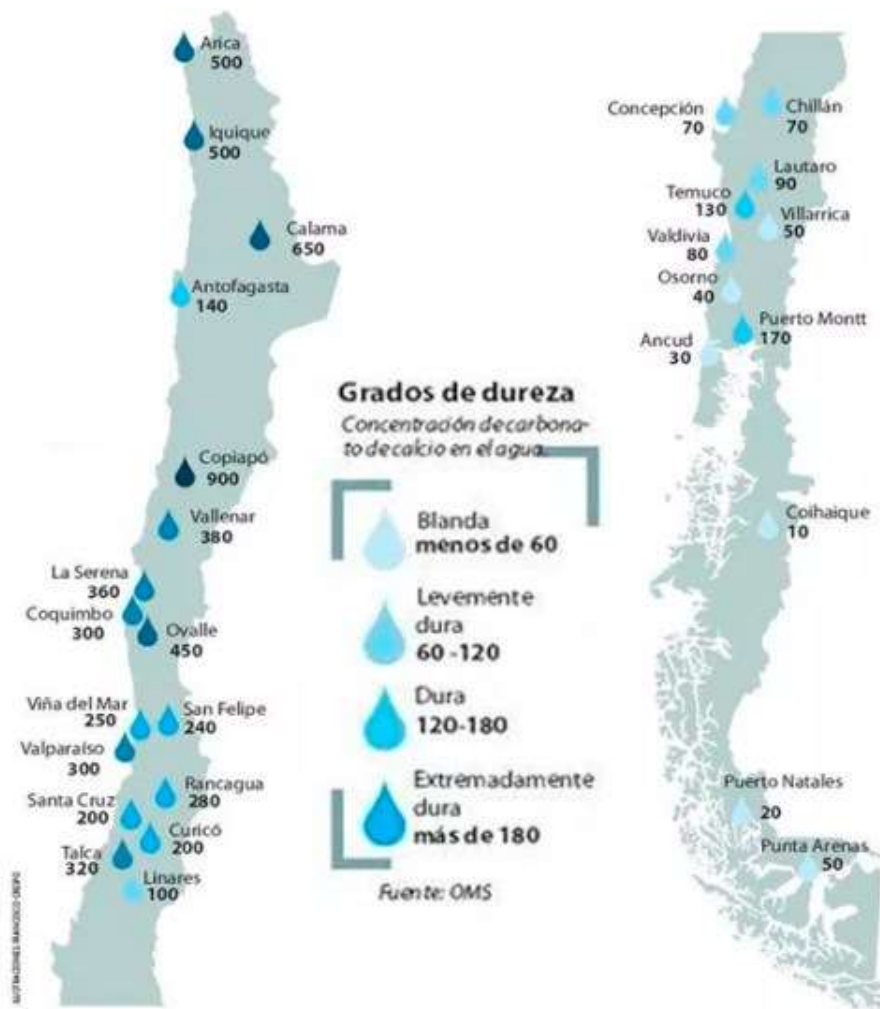 Arica
500
Iquique
500
Calama
650
Antofagasta
140
Copiapó
900
Vallenar
380
La Serena
360
Coquimbo
300
Ovalle
450
Viña del Mar
250
San Felipe
240
Valparaíso
300
Rancagua
280
Santa Cruz
200
Curicó
200
Talca
320
Linares
100
Grados de dureza
Concentración de carbona-
to de calcio en el agua.
Blanda
menos de 60
Levemente
dura
60 -120
Dura
120-180
Extremadamente
dura
más de 180
Fuente: OMS
Concepción
70
Chillán
70
Lautaro
90
Temuco
130
Villarrica
50
Valdivia
80
Osorno
40
Puerto Montt
170
Ancud
30
Coihaique
10
Puerto Natales
20
Punta Arenas
50